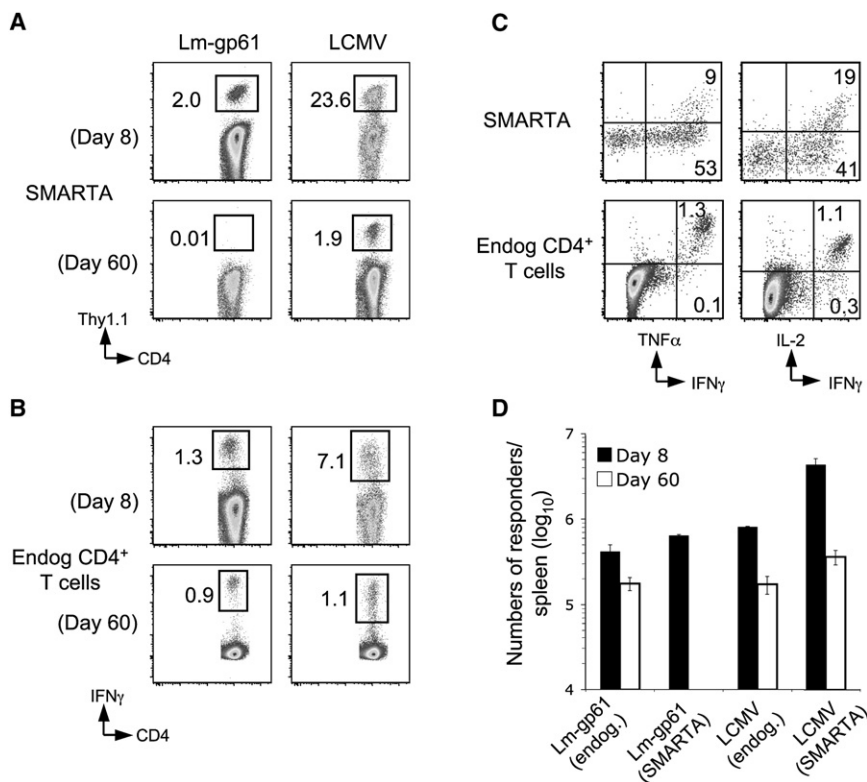 A
Lm-gp61 LCMV
2.0 23.6
(Day 8)
SMARTA
0.01 1.9
(Day 60)
Thy1.1
CD4
B
1.3 7.1
(Day 8)
Endog CD4+
T cells
0.9 1.1
(Day 60)
IFNγ
CD4
C
9 19
SMARTA
53 41
1.3 1.1
Endog CD4+
T cells
0.1 0.3
TNFα IL-2
IFNγ IFNγ
D
7
Day 8
Day 60
6
5
4
Numbers of responders/
spleen (log10)
Lm-gp61
(endog.)
Lm-gp61
(SMARTA)
LCMV
(endog.)
LCMV
(SMARTA)